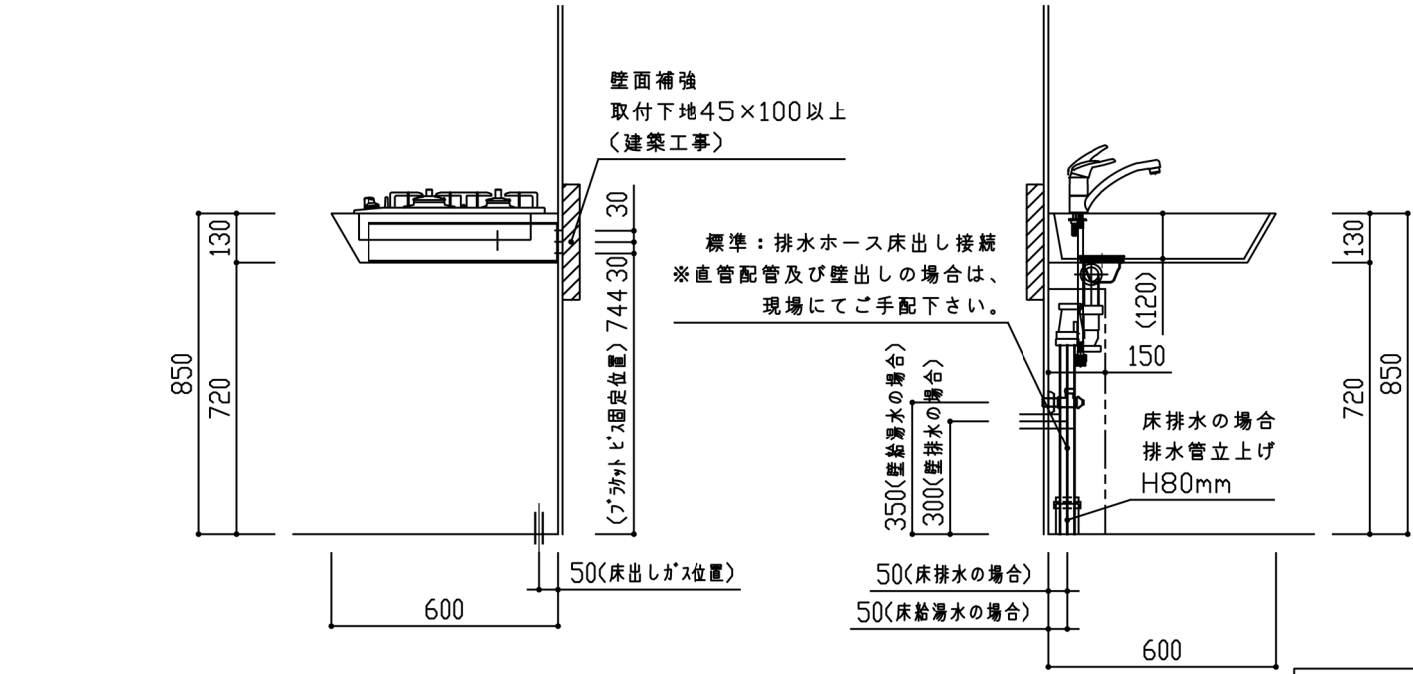 壁面補強
取付下地45×100以上
(建築工事)
30
130
30
744
(ブラケットビス固定位置)
850
720
50(床出しガス位置)
600
標準：排水ホース床出し接続
※直管配管及び壁出しの場合は、
現場にてご手配下さい。
130
(120)
150
350(壁給湯水の場合)
300(壁排水の場合)
720
850
床排水の場合
排水管立上げ
H80mm
50(床排水の場合)
50(床給湯水の場合)
600